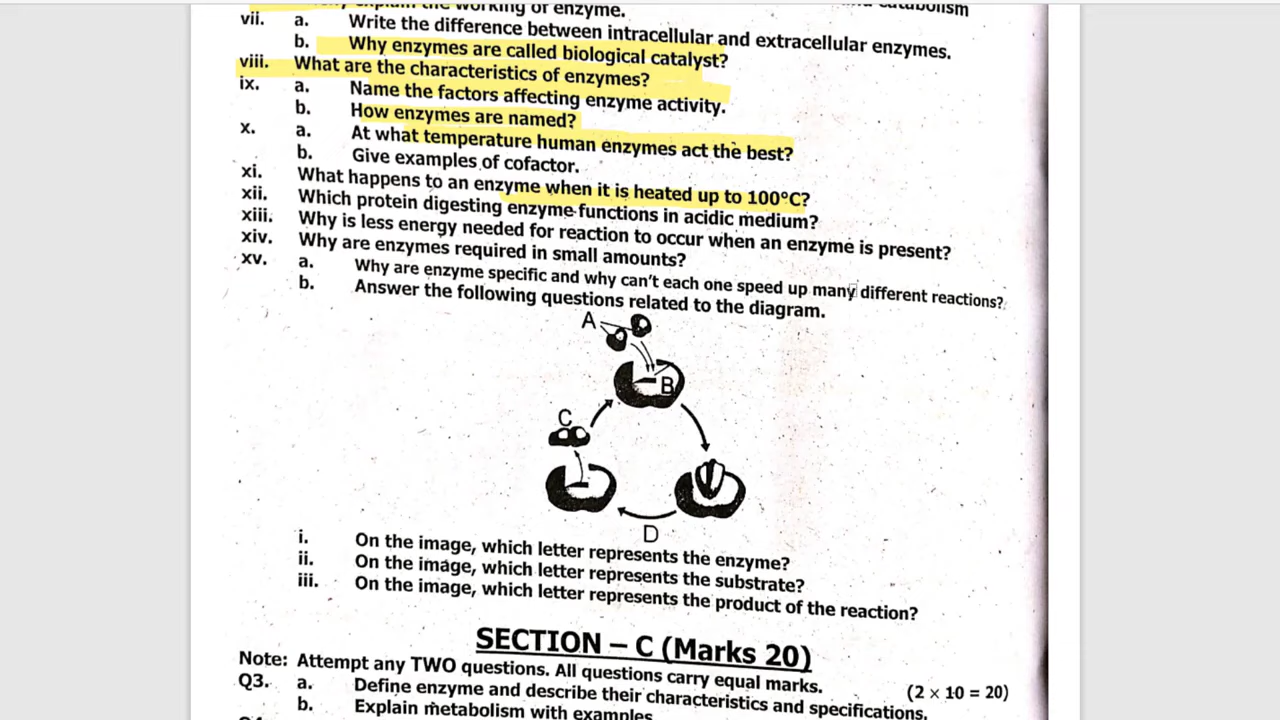 explain the working of enzyme.
vii. a. Write the difference between intracellular and extracellular enzymes.
b. Why enzymes are called biological catalyst?
viii. What are the characteristics of enzymes?
ix. a. Name the factors affecting enzyme activity.
b. How enzymes are named?
x. a. At what temperature human enzymes act the best?
b. Give examples of cofactor.
xi. What happens to an enzyme when it is heated up to 100°C?
xii. Which protein digesting enzyme functions in acidic medium?
xiii. Why is less energy needed for reaction to occur when an enzyme is present?
xiv. Why are enzymes required in small amounts?
xv. a. Why are enzyme specific and why can't each one speed up many different reactions?
b. Answer the following questions related to the diagram.
A
B
C
D
i. On the image, which letter represents the enzyme?
ii. On the image, which letter represents the substrate?
iii. On the image, which letter represents the product of the reaction?
SECTION – C (Marks 20)
Note: Attempt any TWO questions. All questions carry equal marks. (2 × 10 = 20)
Q3. a. Define enzyme and describe their characteristics and specifications.
b. Explain metabolism with examples